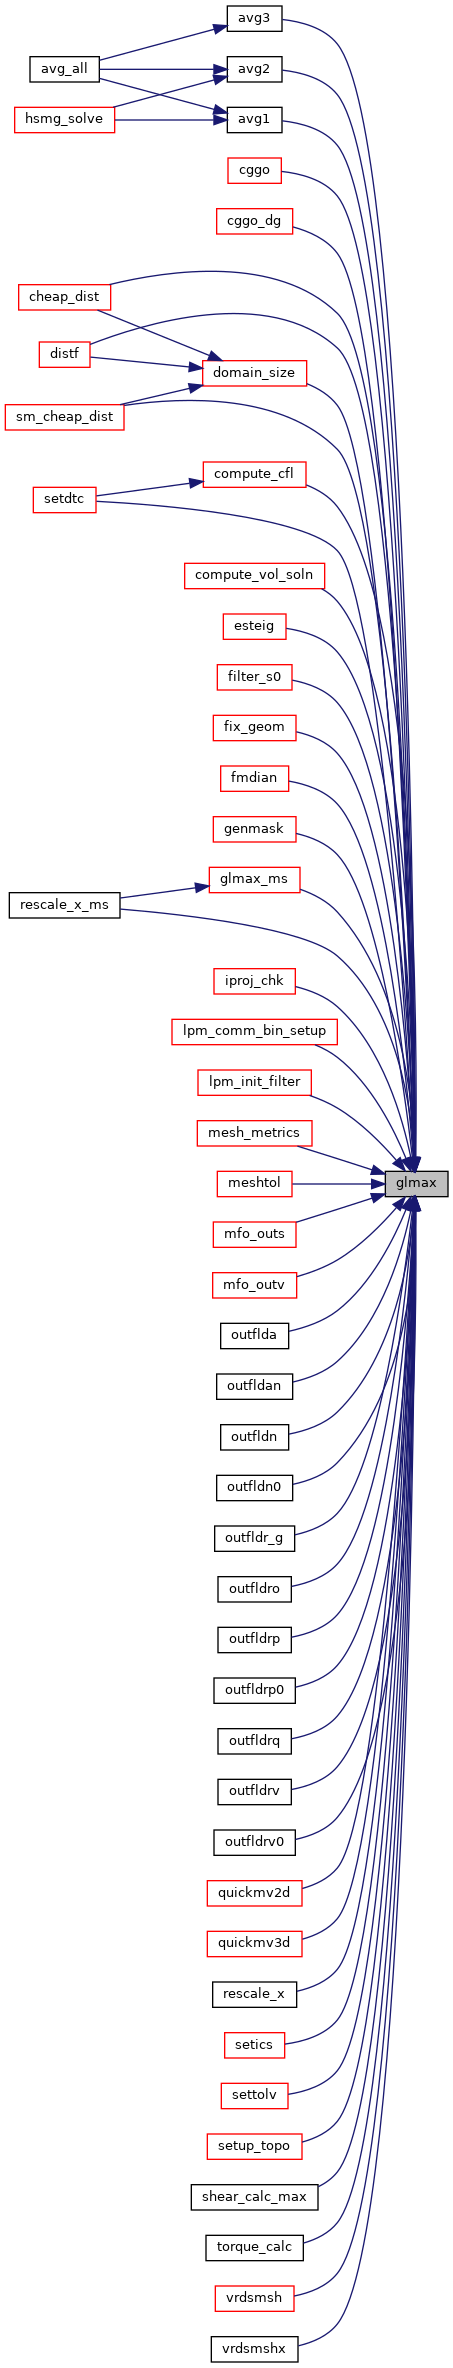 avg3
avg_all
avg2
hsmg_solve
avg1
cggo
cggo_dg
cheap_dist
distf
domain_size
sm_cheap_dist
compute_cfl
setdtc
compute_vol_soln
esteig
filter_s0
fix_geom
fmdian
genmask
glmax_ms
rescale_x_ms
iproj_chk
lpm_comm_bin_setup
lpm_init_filter
mesh_metrics
meshtol
glmax
mfo_outs
mfo_outv
outflda
outfldan
outfldn
outfldn0
outfldr_g
outfldro
outfldrp
outfldrp0
outfldrq
outfldrv
outfldrv0
quickmv2d
quickmv3d
rescale_x
setics
settolv
setup_topo
shear_calc_max
torque_calc
vrdsmsh
vrdsmshx